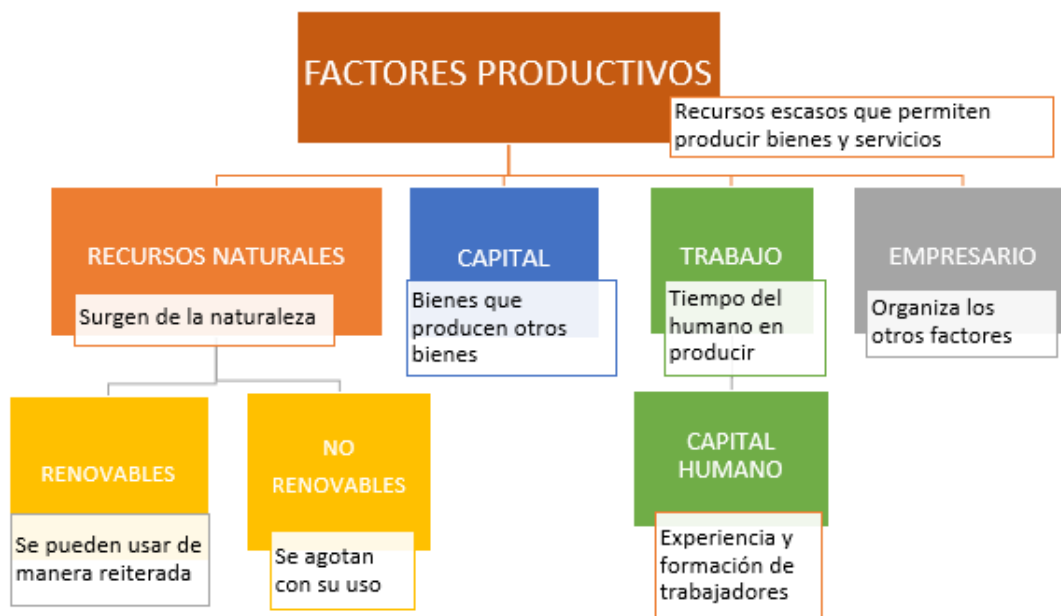 FACTORES PRODUCTIVOS
Recursos escasos que permiten
producir bienes y servicios
RECURSOS NATURALES
Surgen de la naturaleza
CAPITAL
Bienes que
producen otros
bienes
TRABAJO
Tiempo del
humano en
producir
EMPRESARIO
Organiza los
otros factores
RENOVABLES
Se pueden usar de
manera reiterada
NO
RENOVABLES
Se agotan
con su uso
CAPITAL
HUMANO
Experiencia y
formación de
trabajadores